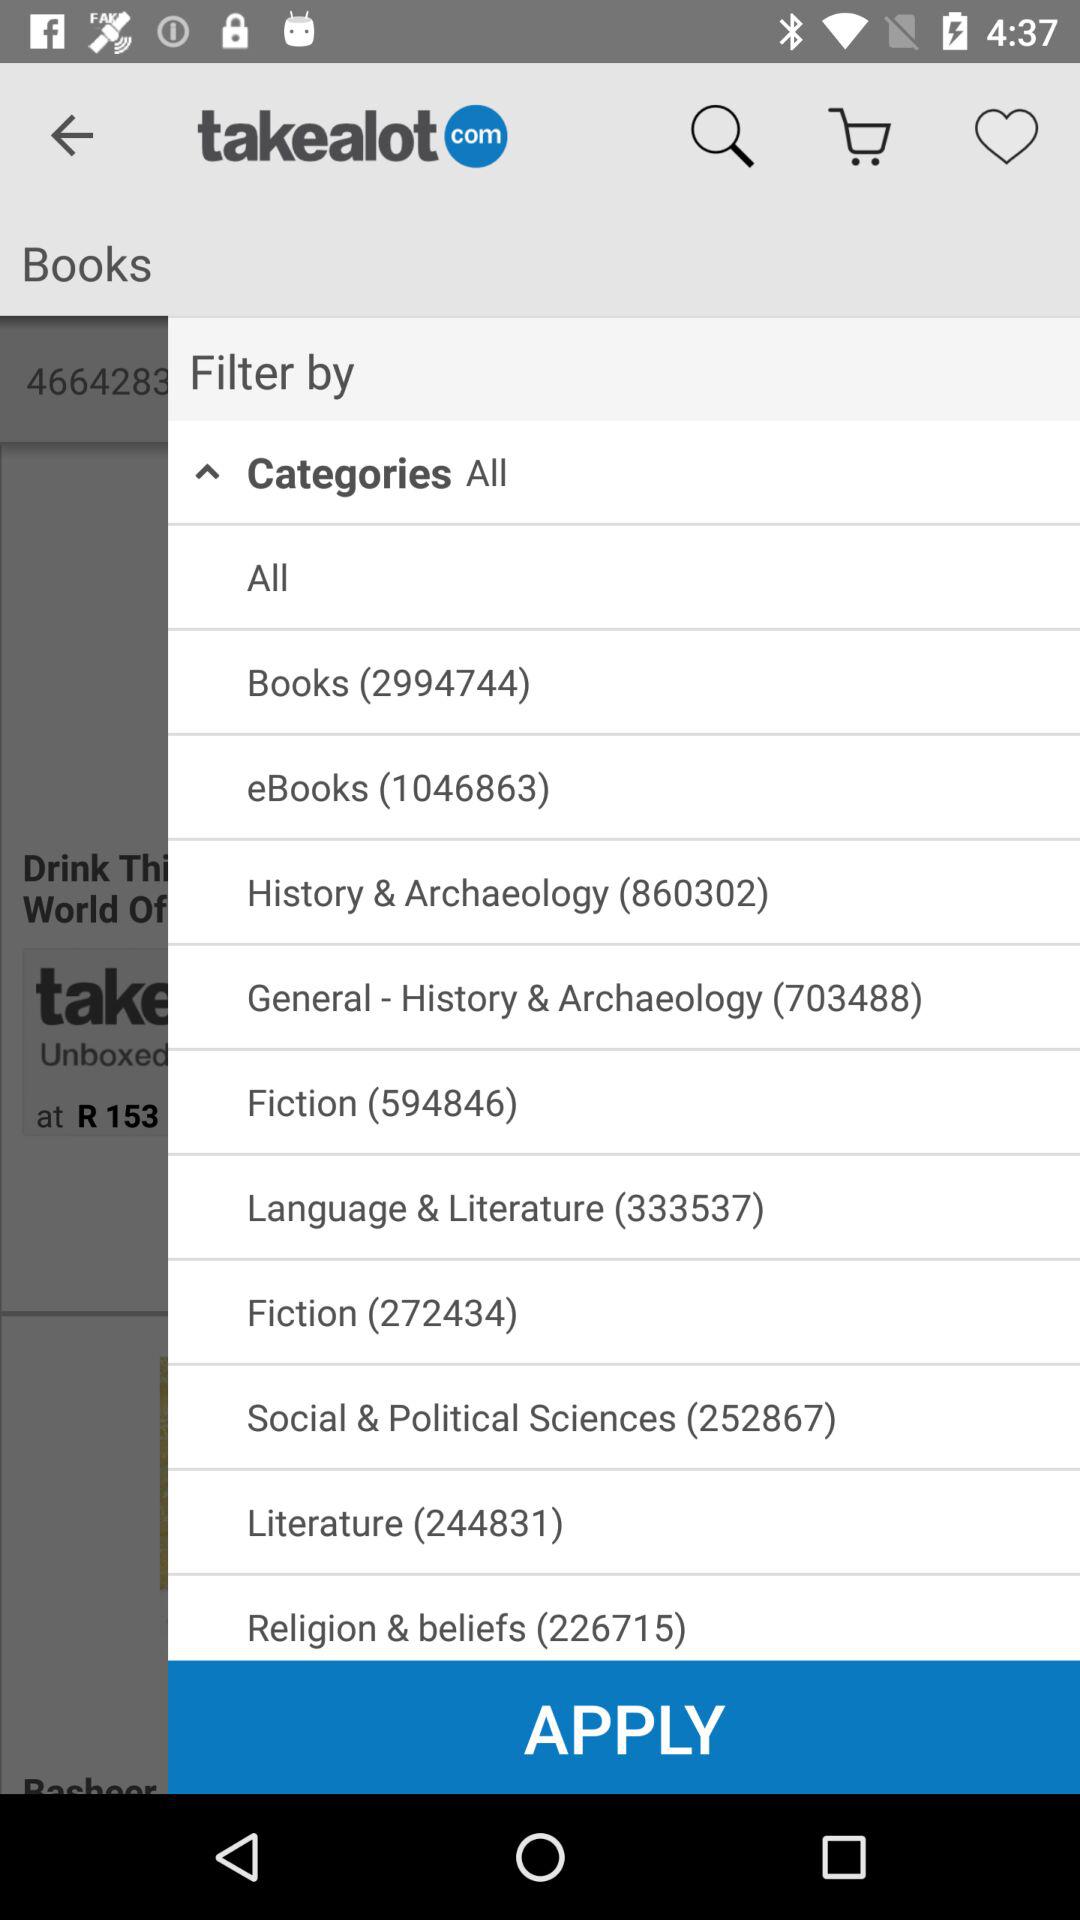 FAKE
4:37
takealot com
Books
4664283
Filter by
Categories All
All
Books (2994744)
eBooks (1046863)
History & Archaeology (860302)
General - History & Archaeology (703488)
Fiction (594846)
Language & Literature (333537)
Fiction (272434)
Social & Political Sciences (252867)
Literature (244831)
Religion & beliefs (226715)
Drink Thi
World Of
take
Unboxed
at R 153
Basheer
APPLY